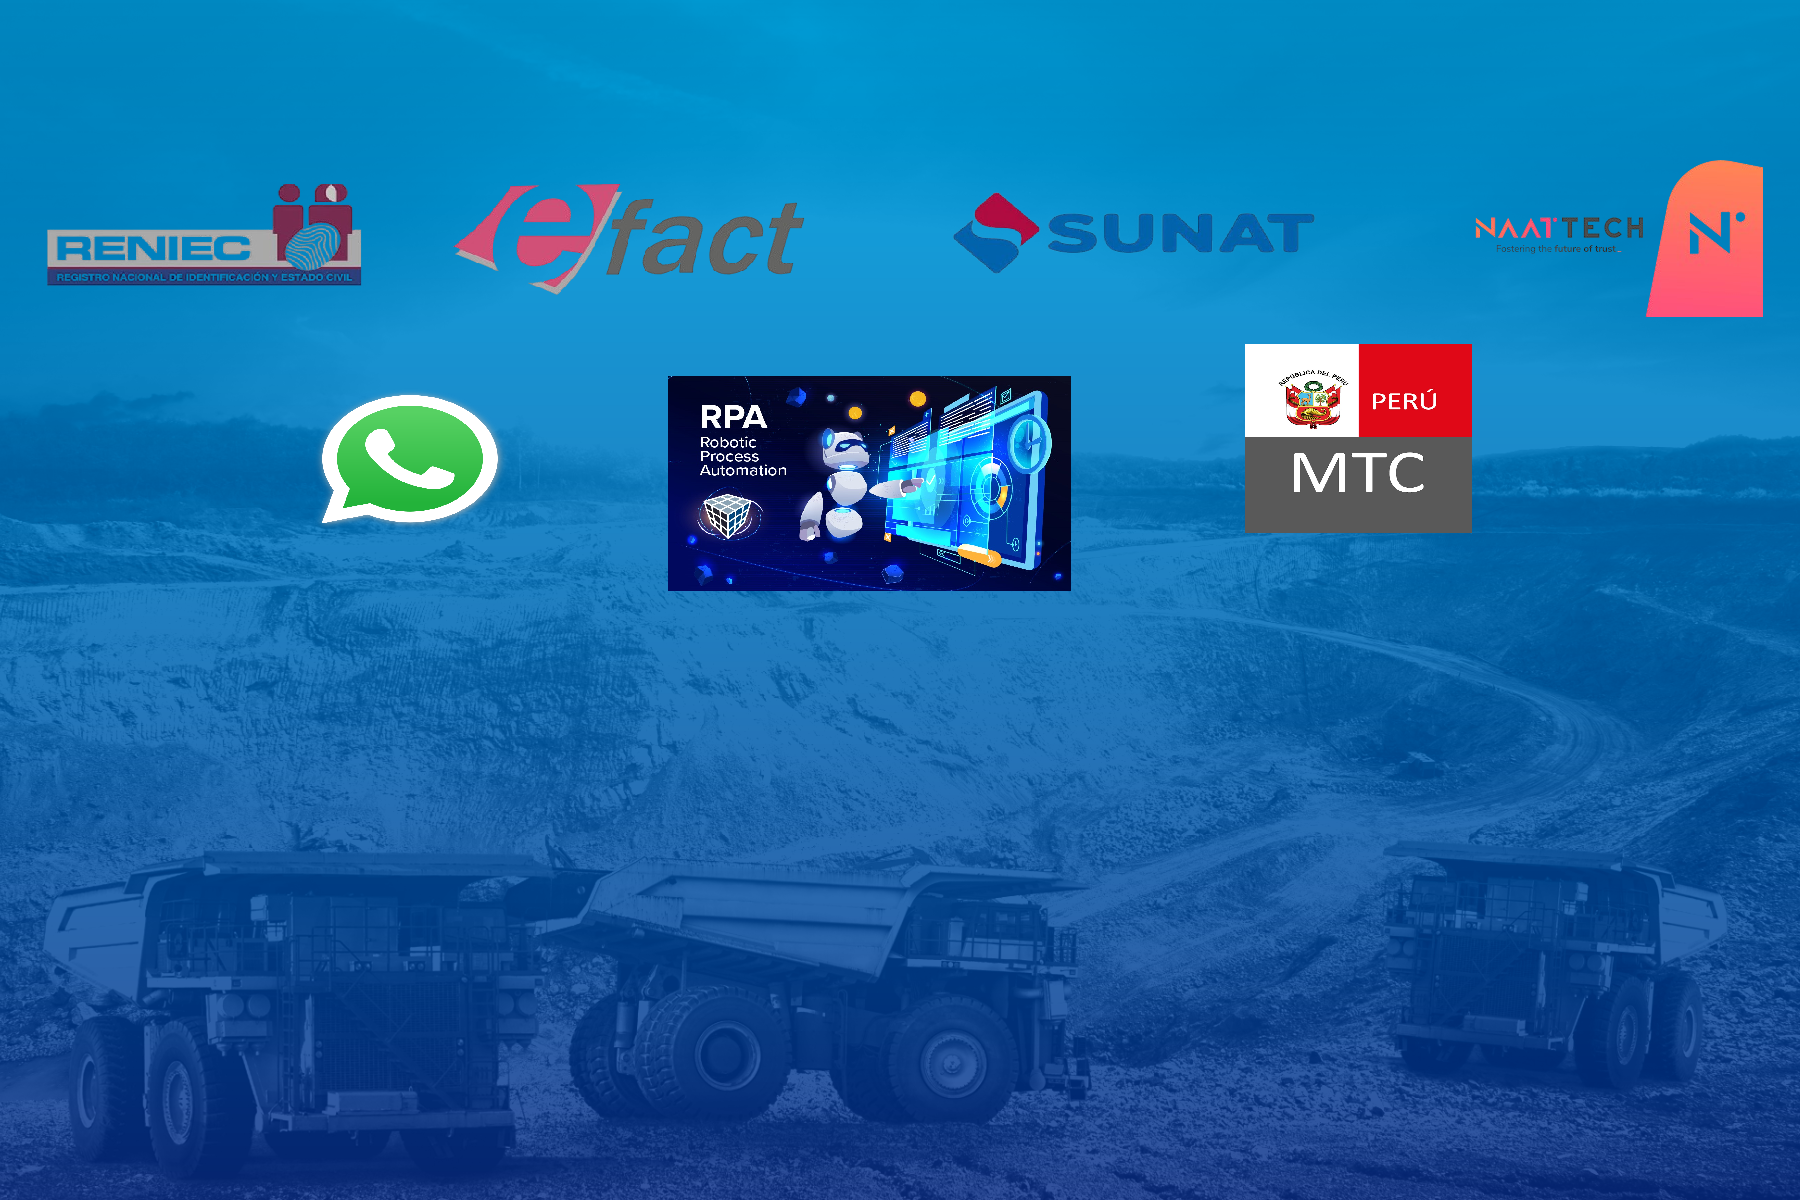 RENIEC
REGISTRO NACIONAL DE IDENTIFICACIÓN Y ESTADO CIVIL
efact
SUNAT
NAATTECH
Fostering the future of trust_
N
RPA
Robotic
Process
Automation
REPÚBLICA DEL PERÚ
PERÚ
MTC